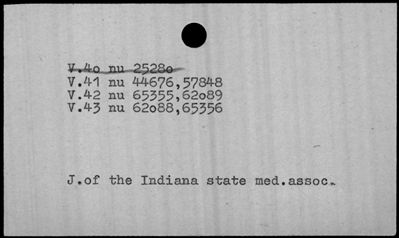 V.40 nu 25280
V.41 nu 44676,57848
V.42 nu 65355,62089
V.43 nu 62088,65356
J.of the Indiana state med.assoc.